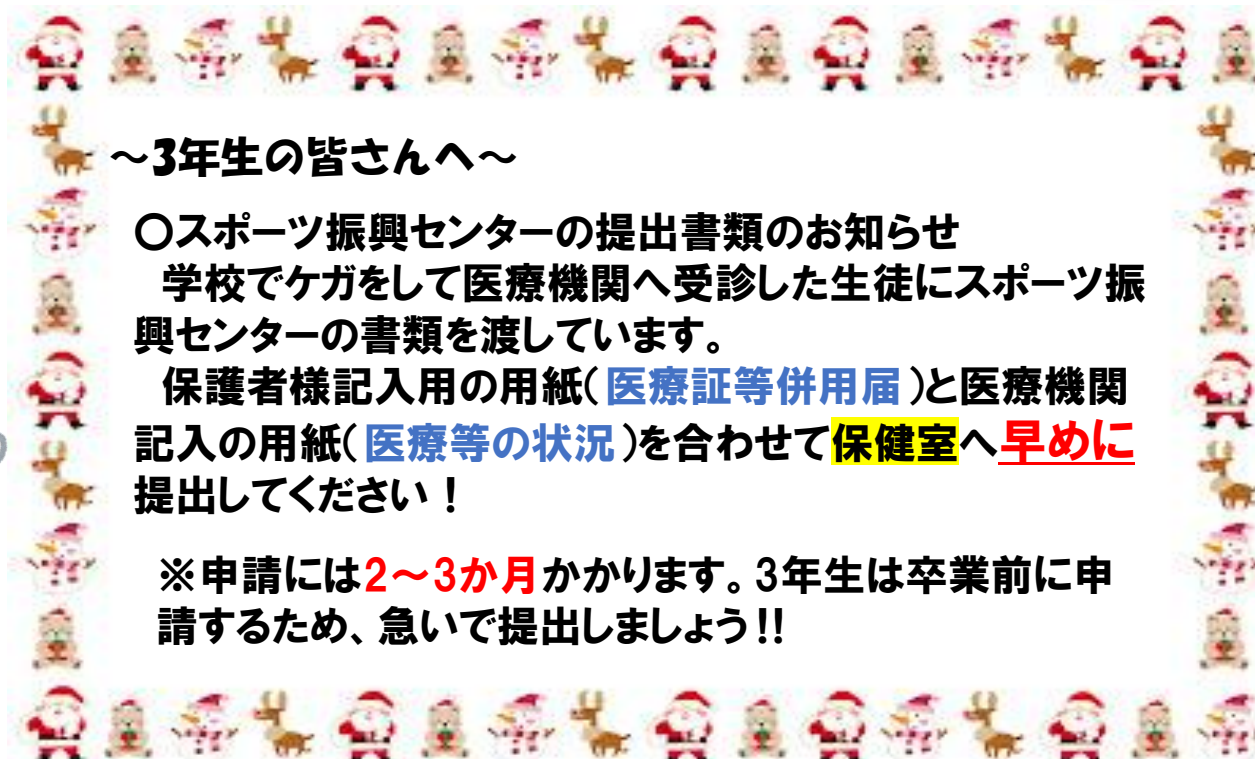 ～3年生の皆さんへ～
〇スポーツ振興センターの提出書類のお知らせ
学校でケガをして医療機関へ受診した生徒にスポーツ振
興センターの書類を渡しています。
保護者様記入用の用紙(医療証等併用届)と医療機関
記入の用紙(医療等の状況)を合わせて保健室へ早めに
提出してください！
※申請には2～3か月かかります。3年生は卒業前に申
請するため、急いで提出しましょう!!